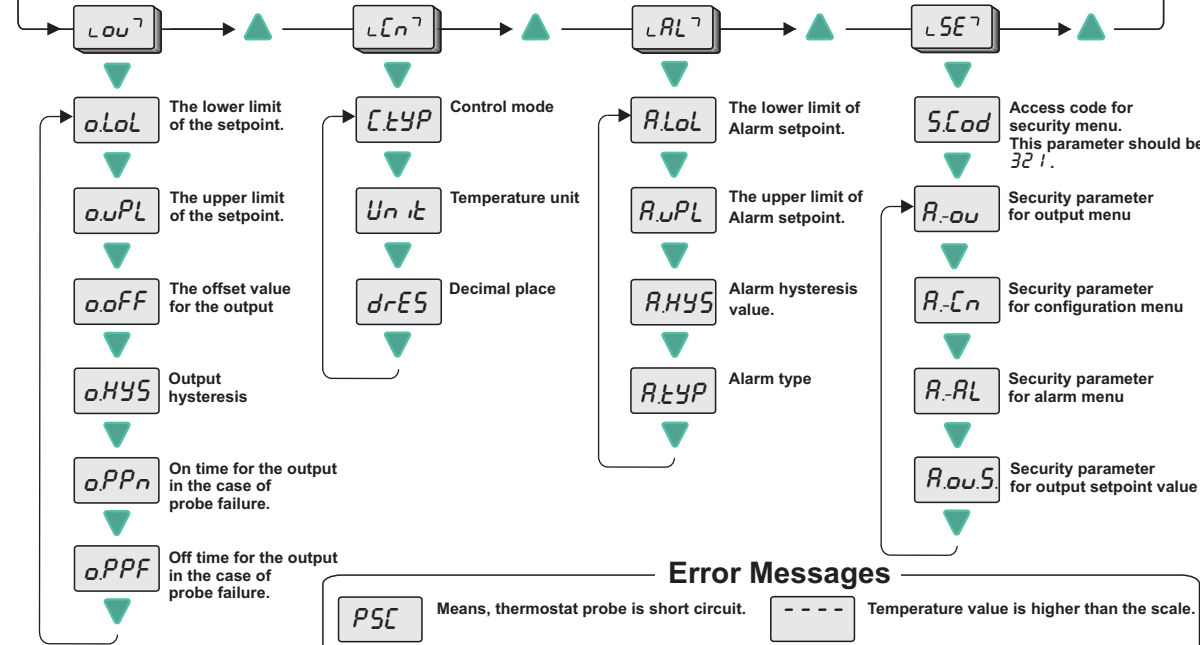 ou
Cn
AL
SE
o.LoL
The lower limit
of the setpoint.
o.uPL
The upper limit
of the setpoint.
o.oFF
The offset value
for the output
o.HYS
Output
hysteresis
o.PPn
On time for the output
in the case of
probe failure.
o.PPF
Off time for the output
in the case of
probe failure.
C.tYP
Control mode
Unit
Temperature unit
drES
Decimal place
A.LoL
The lower limit of
Alarm setpoint.
A.uPL
The upper limit of
Alarm setpoint.
A.HYS
Alarm hysteresis
value.
A.tYP
Alarm type
S.Cod
Access code for
security menu.
This parameter should be
321.
A.-ou
Security parameter
for output menu
A.-Cn
Security parameter
for configuration menu
A.-AL
Security parameter
for alarm menu
A.ou.S.
Security parameter
for output setpoint value
Error Messages
PSC
Means, thermostat probe is short circuit.
- - - -
Temperature value is higher than the scale.